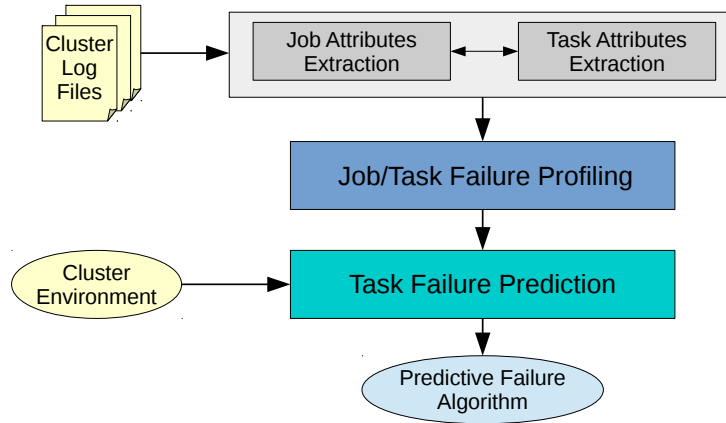 Cluster
Log
Files
Job Attributes
Extraction
Task Attributes
Extraction
Job/Task Failure Profiling
Cluster
Environment
Task Failure Prediction
Predictive Failure
Algorithm